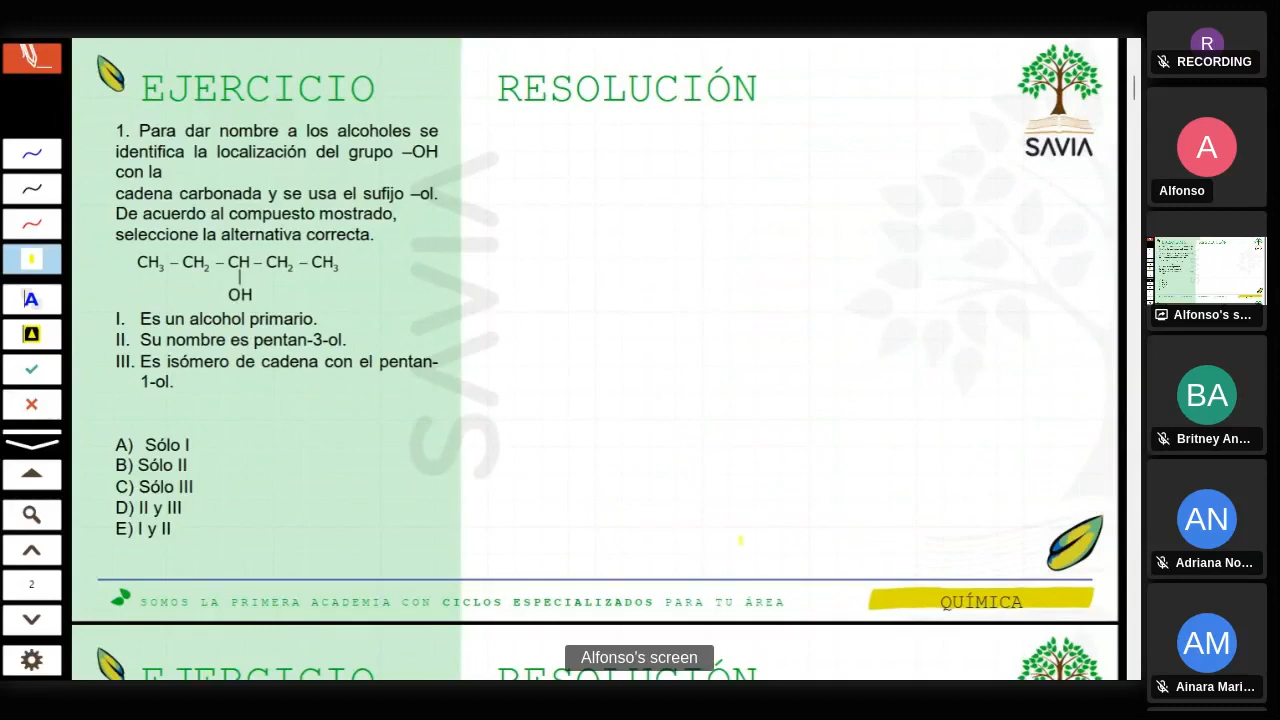 EJERCICIO
1. Para dar nombre a los alcoholes se
identifica la localización del grupo –OH
con la
cadena carbonada y se usa el sufijo –ol.
De acuerdo al compuesto mostrado,
seleccione la alternativa correcta.
CH₃ – CH₂ – CH – CH₂ – CH₃
|
OH
I. Es un alcohol primario.
II. Su nombre es pentan-3-ol.
III. Es isómero de cadena con el pentan-
1-ol.
A) Sólo I
B) Sólo II
C) Sólo III
D) II y III
E) I y II
RESOLUCIÓN
SAVIA
SAVIA
SOMOS LA PRIMERA ACADEMIA CON CICLOS ESPECIALIZADOS PARA TU ÁREA
QUÍMICA
EJERCICIO
RESOLUCIÓN
Alfonso's screen
A
2
R
RECORDING
A
Alfonso
Alfonso's s...
BA
Britney An...
AN
Adriana No...
AM
Ainara Mari...